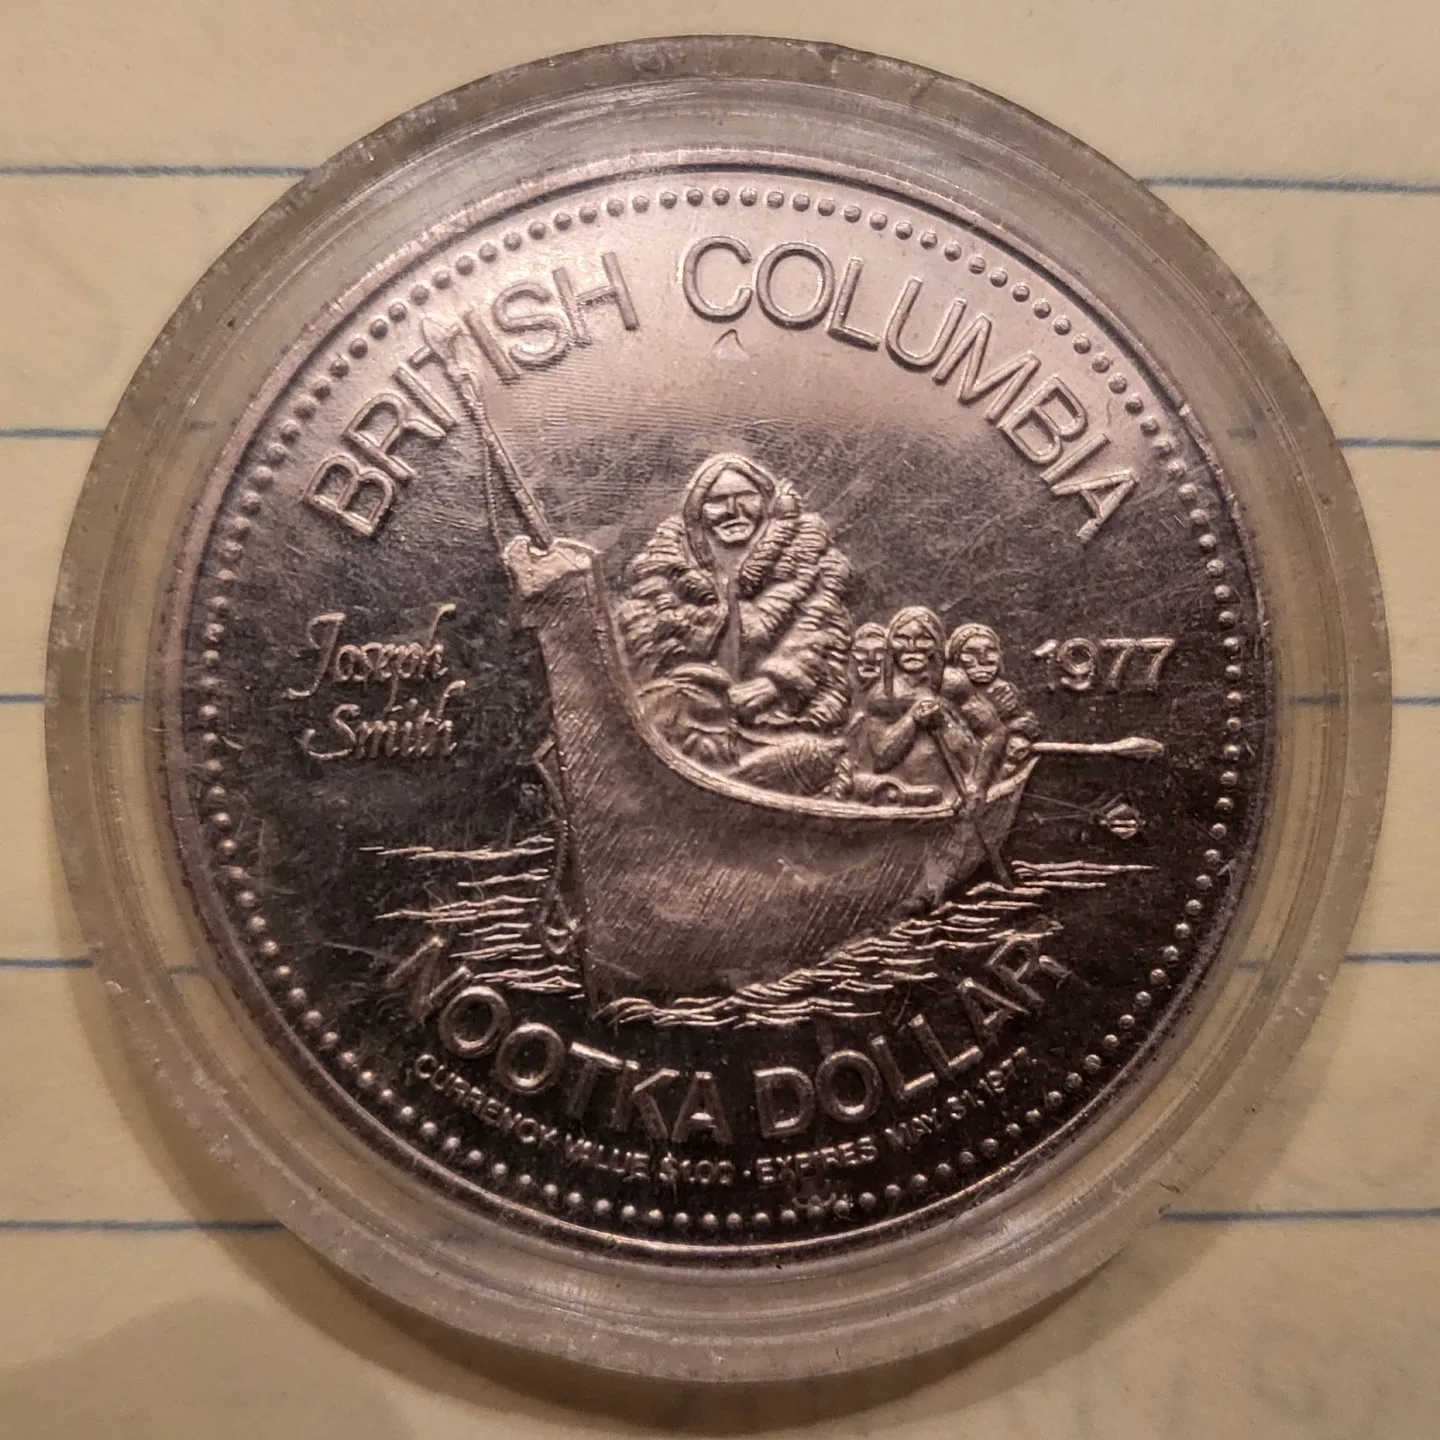 BRITISH COLUMBIA
Joseph
Smith
1977
NOOTKA DOLLAR
CURRENCY VALUE $1.00 · EXPIRES MAY 31, 1977